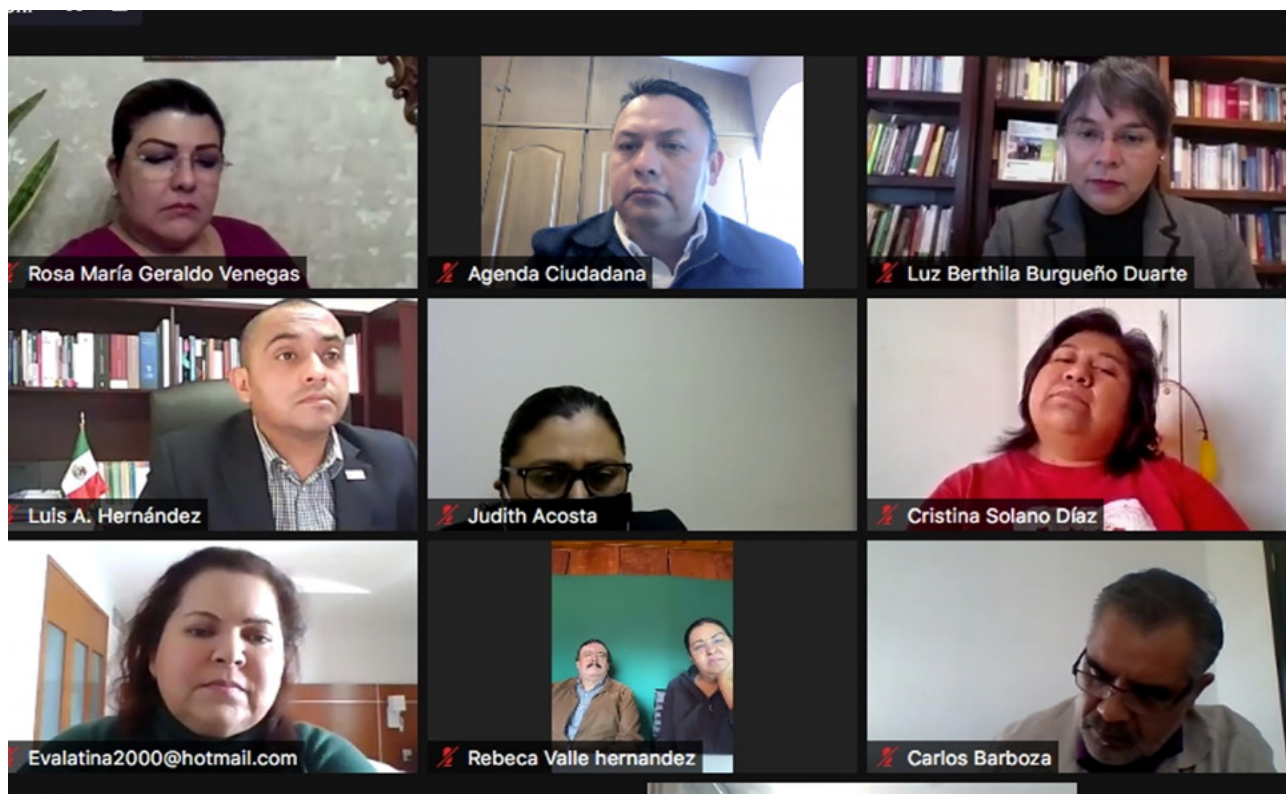 Rosa María Geraldo Venegas
Agenda Ciudadana
Luz Berthila Burgueño Duarte
Luis A. Hernández
Judith Acosta
Cristina Solano Díaz
Evalatina2000@hotmail.com
Rebeca Valle hernandez
Carlos Barboza